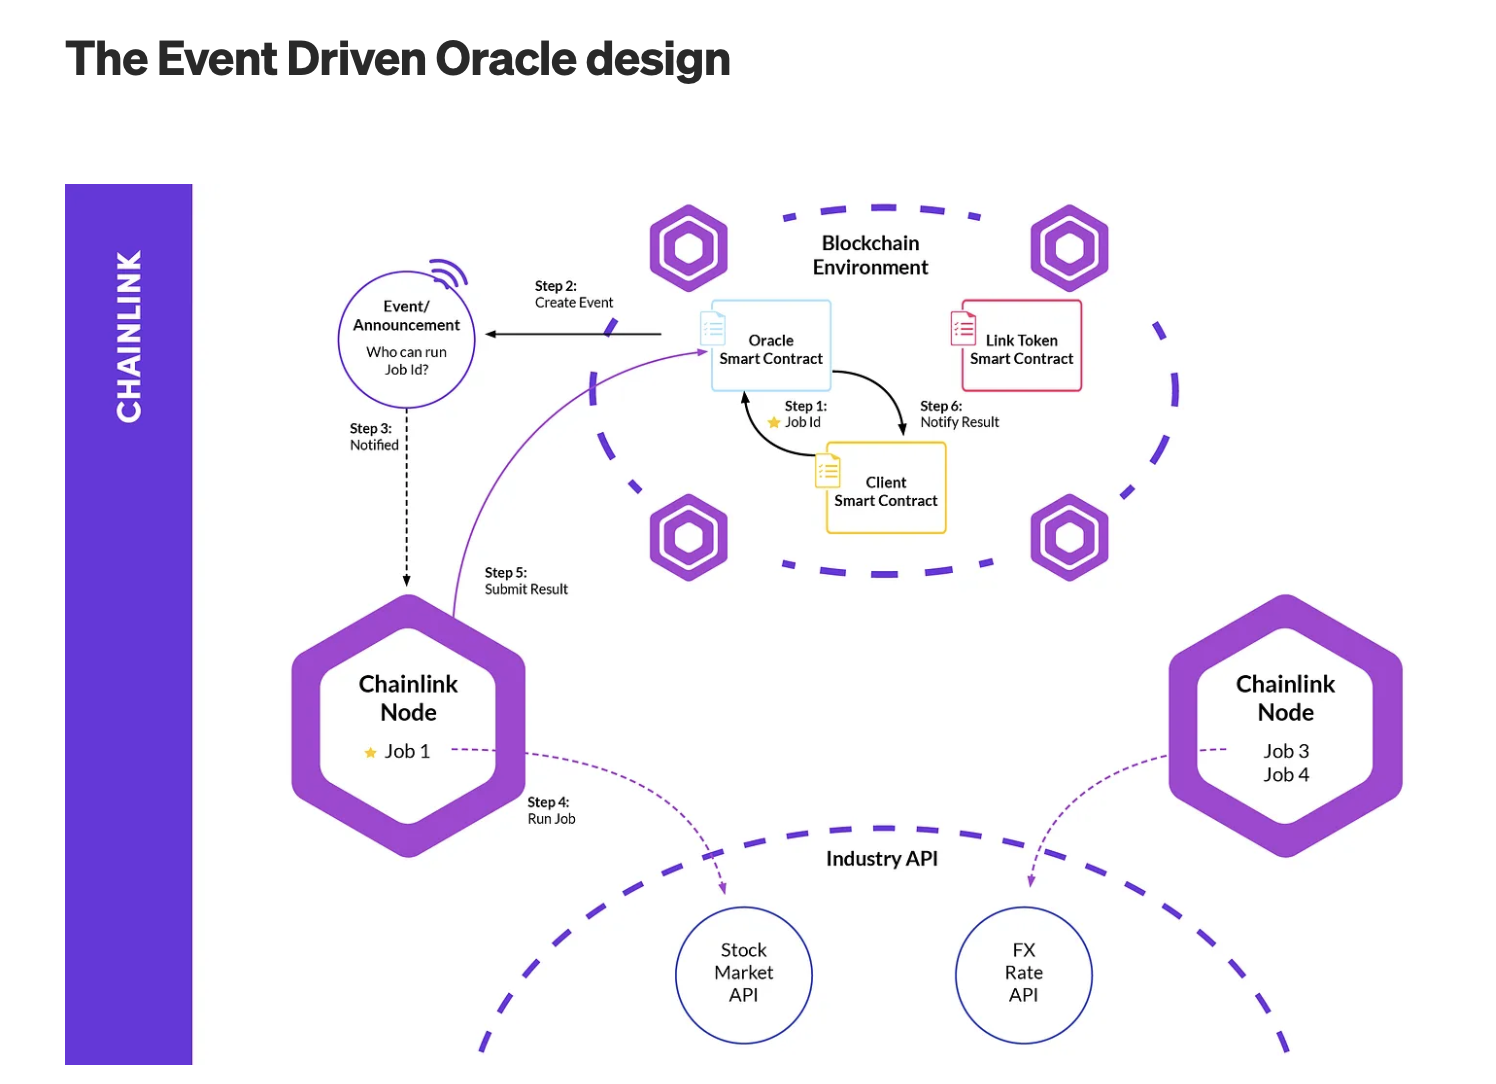 The Event Driven Oracle design
CHAINLINK
Blockchain
Environment
Event/
Announcement
Who can run
Job Id?
Step 2:
Create Event
Oracle
Smart Contract
Link Token
Smart Contract
Step 1:
Job Id
Step 6:
Notify Result
Step 3:
Notified
Client
Smart Contract
Step 5:
Submit Result
Chainlink
Node
Job 1
Chainlink
Node
Job 3
Job 4
Step 4:
Run Job
Industry API
Stock
Market
API
FX
Rate
API